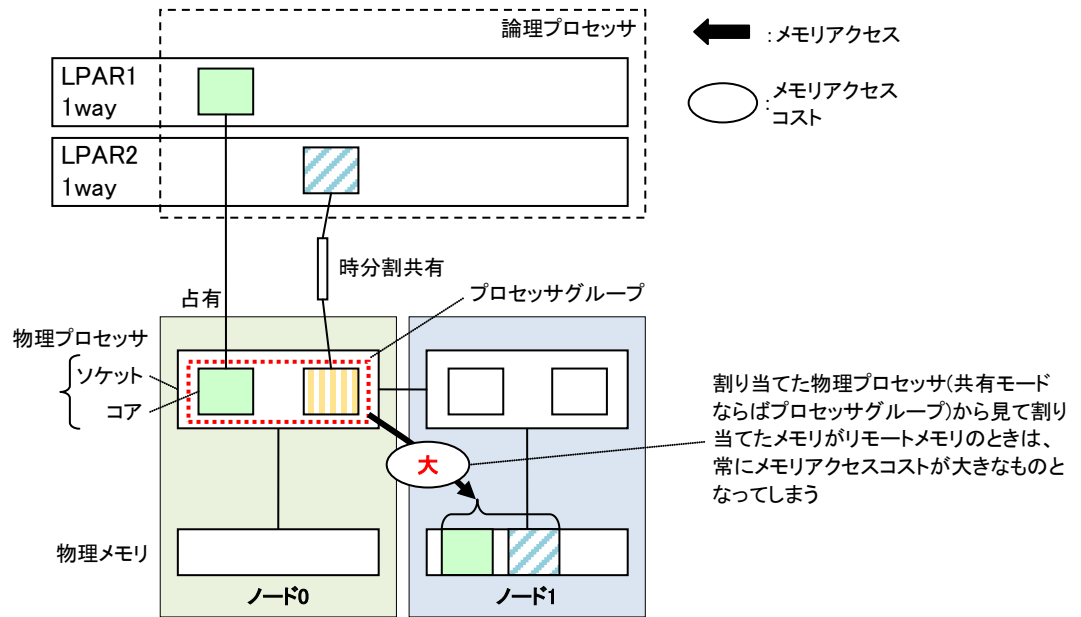 論理プロセッサ
:メモリアクセス
:メモリアクセス
コスト
LPAR1
1way
LPAR2
1way
時分割共有
占有
プロセッサグループ
物理プロセッサ
ソケット
コア
大
割り当てた物理プロセッサ(共有モード
ならばプロセッサグループ)から見て割り
当てたメモリがリモートメモリのときは、
常にメモリアクセスコストが大きなものと
なってしまう
物理メモリ
ノード0
ノード1